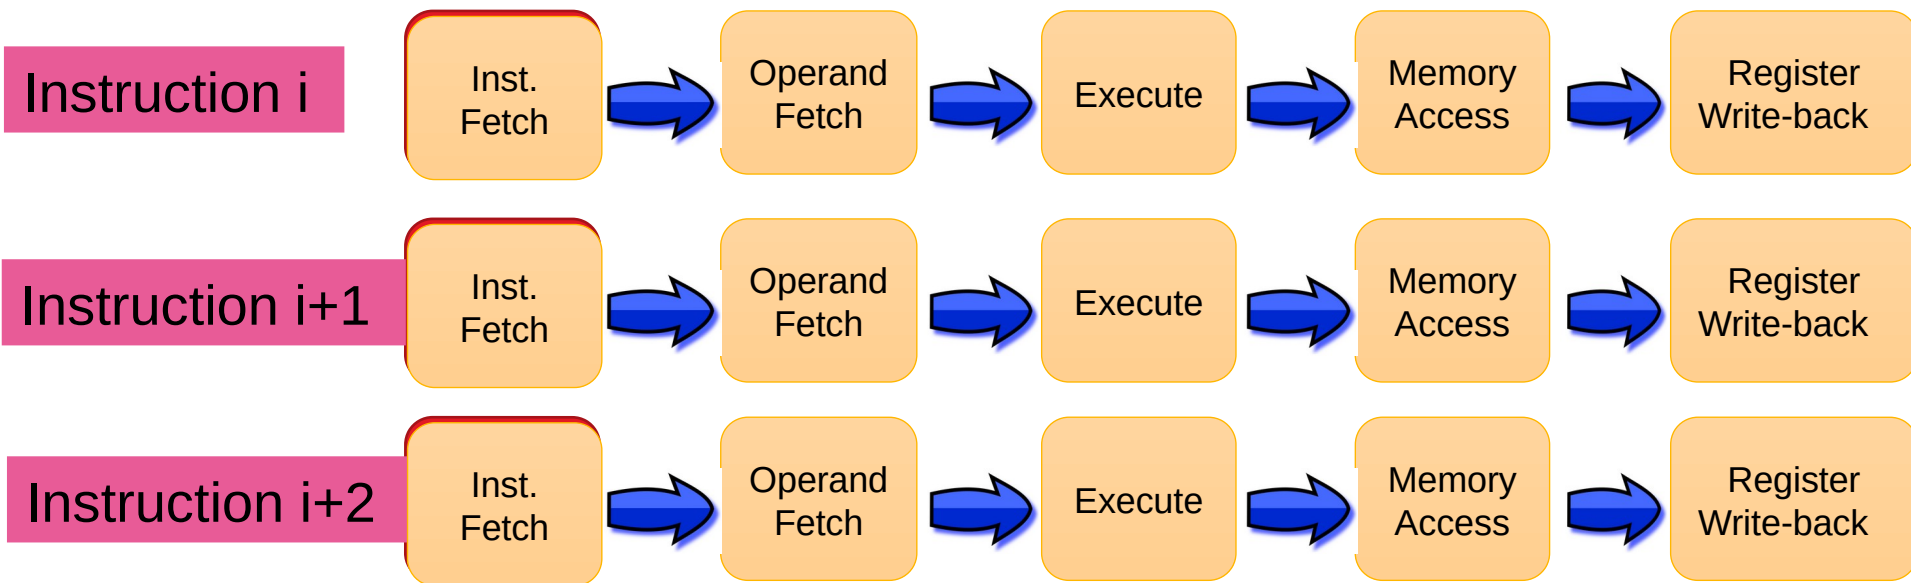 Instruction i
Inst.
Fetch
Operand
Fetch
Execute
Memory
Access
Register
Write-back
Instruction i+1
Inst.
Fetch
Operand
Fetch
Execute
Memory
Access
Register
Write-back
Instruction i+2
Inst.
Fetch
Operand
Fetch
Execute
Memory
Access
Register
Write-back